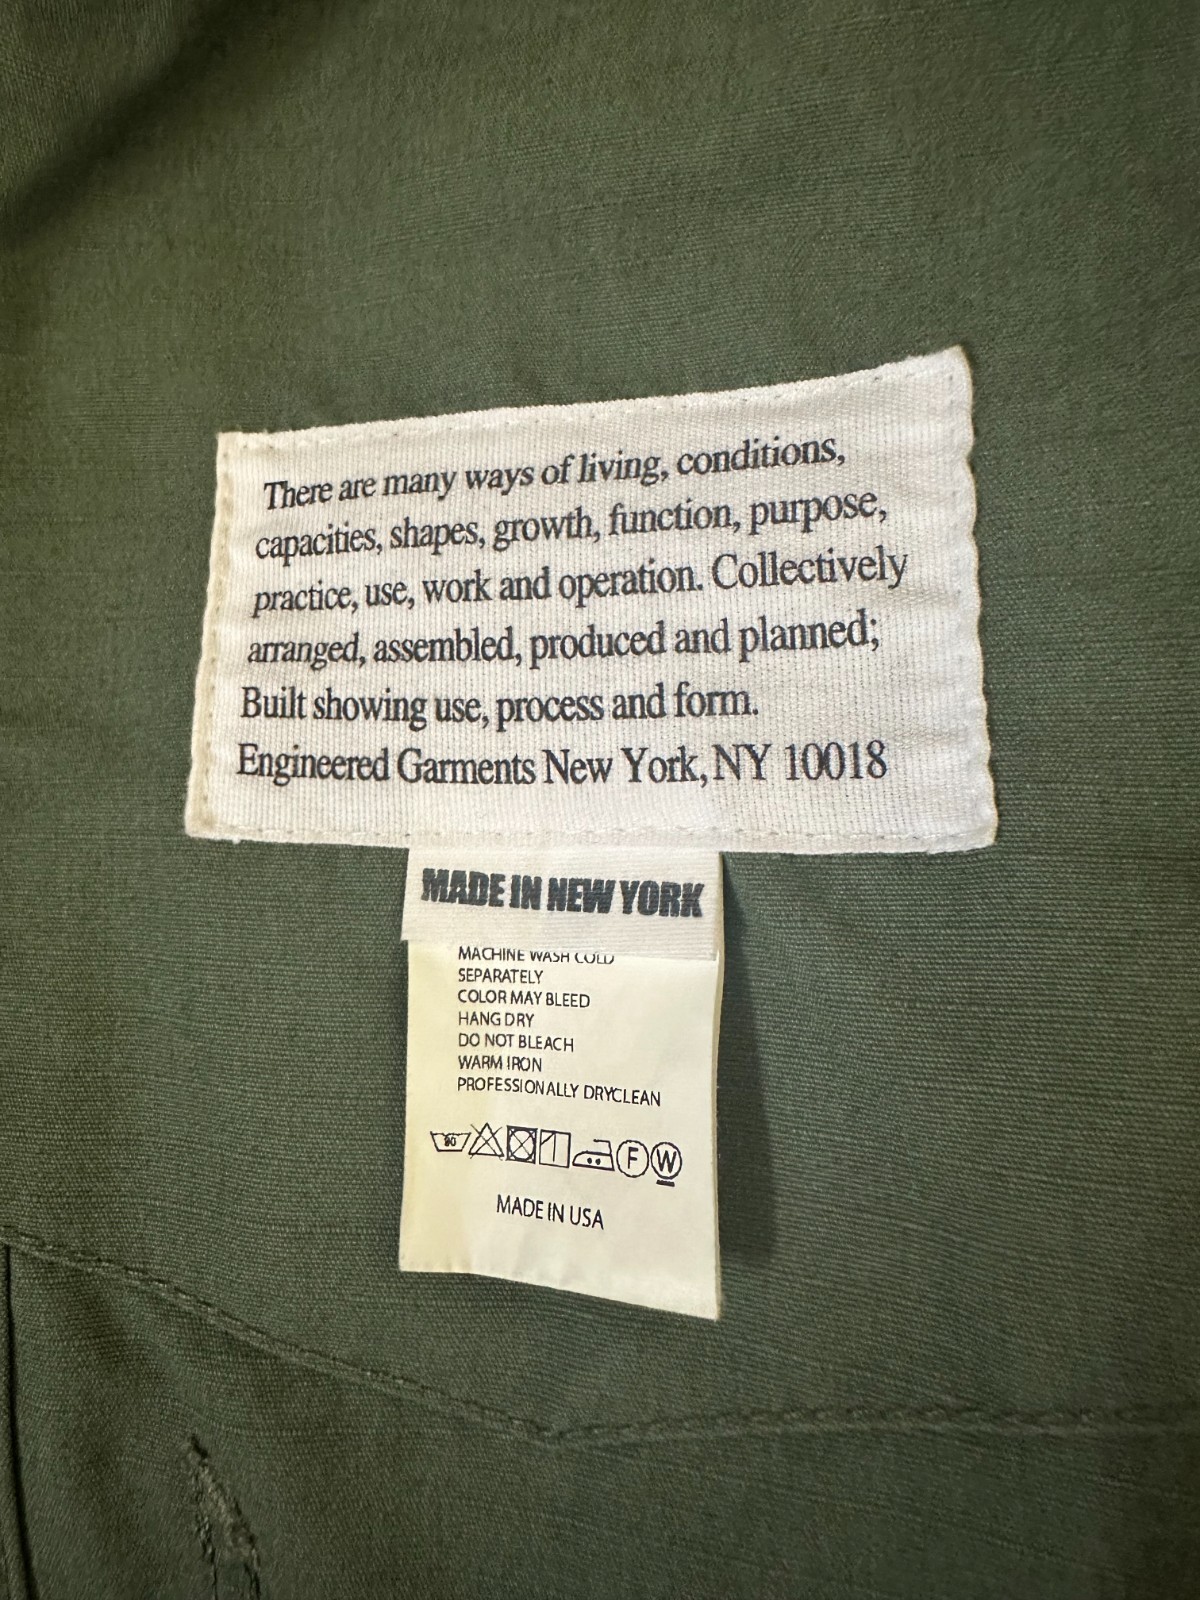 There are many ways of living, conditions,
capacities, shapes, growth, function, purpose,
practice, use, work and operation. Collectively
arranged, assembled, produced and planned;
Built showing use, process and form.
Engineered Garments New York, NY 10018
MADE IN NEW YORK
MACHINE WASH COLD
SEPARATELY
COLOR MAY BLEED
HANG DRY
DO NOT BLEACH
WARM IRON
PROFESSIONALLY DRYCLEAN
30 F W
MADE IN USA